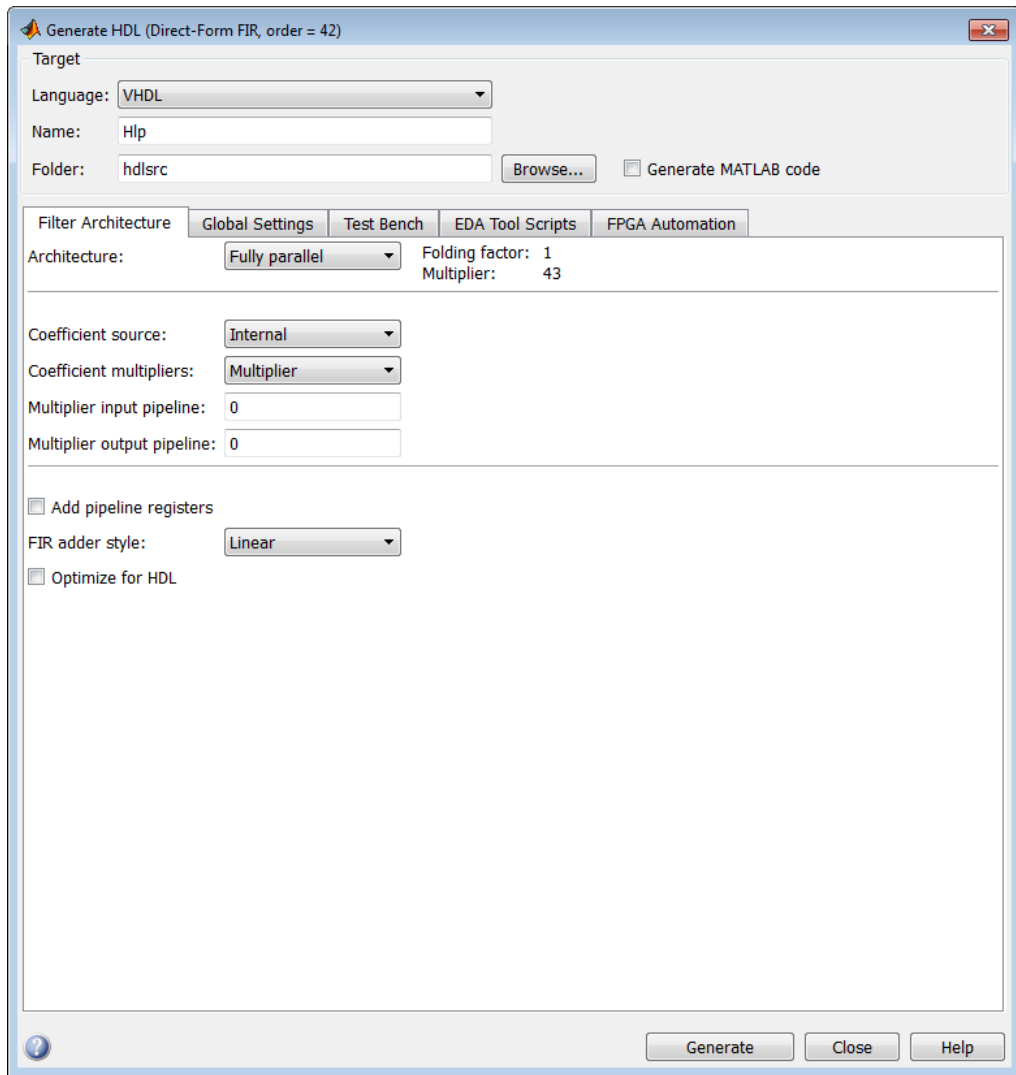 Generate HDL (Direct-Form FIR, order = 42)
Target
Language: VHDL
Name: Hlp
Folder: hdlsrc Browse... Generate MATLAB code
Filter Architecture Global Settings Test Bench EDA Tool Scripts FPGA Automation
Architecture: Fully parallel Folding factor: 1
Multiplier: 43
Coefficient source: Internal
Coefficient multipliers: Multiplier
Multiplier input pipeline: 0
Multiplier output pipeline: 0
Add pipeline registers
FIR adder style: Linear
Optimize for HDL
? Generate Close Help